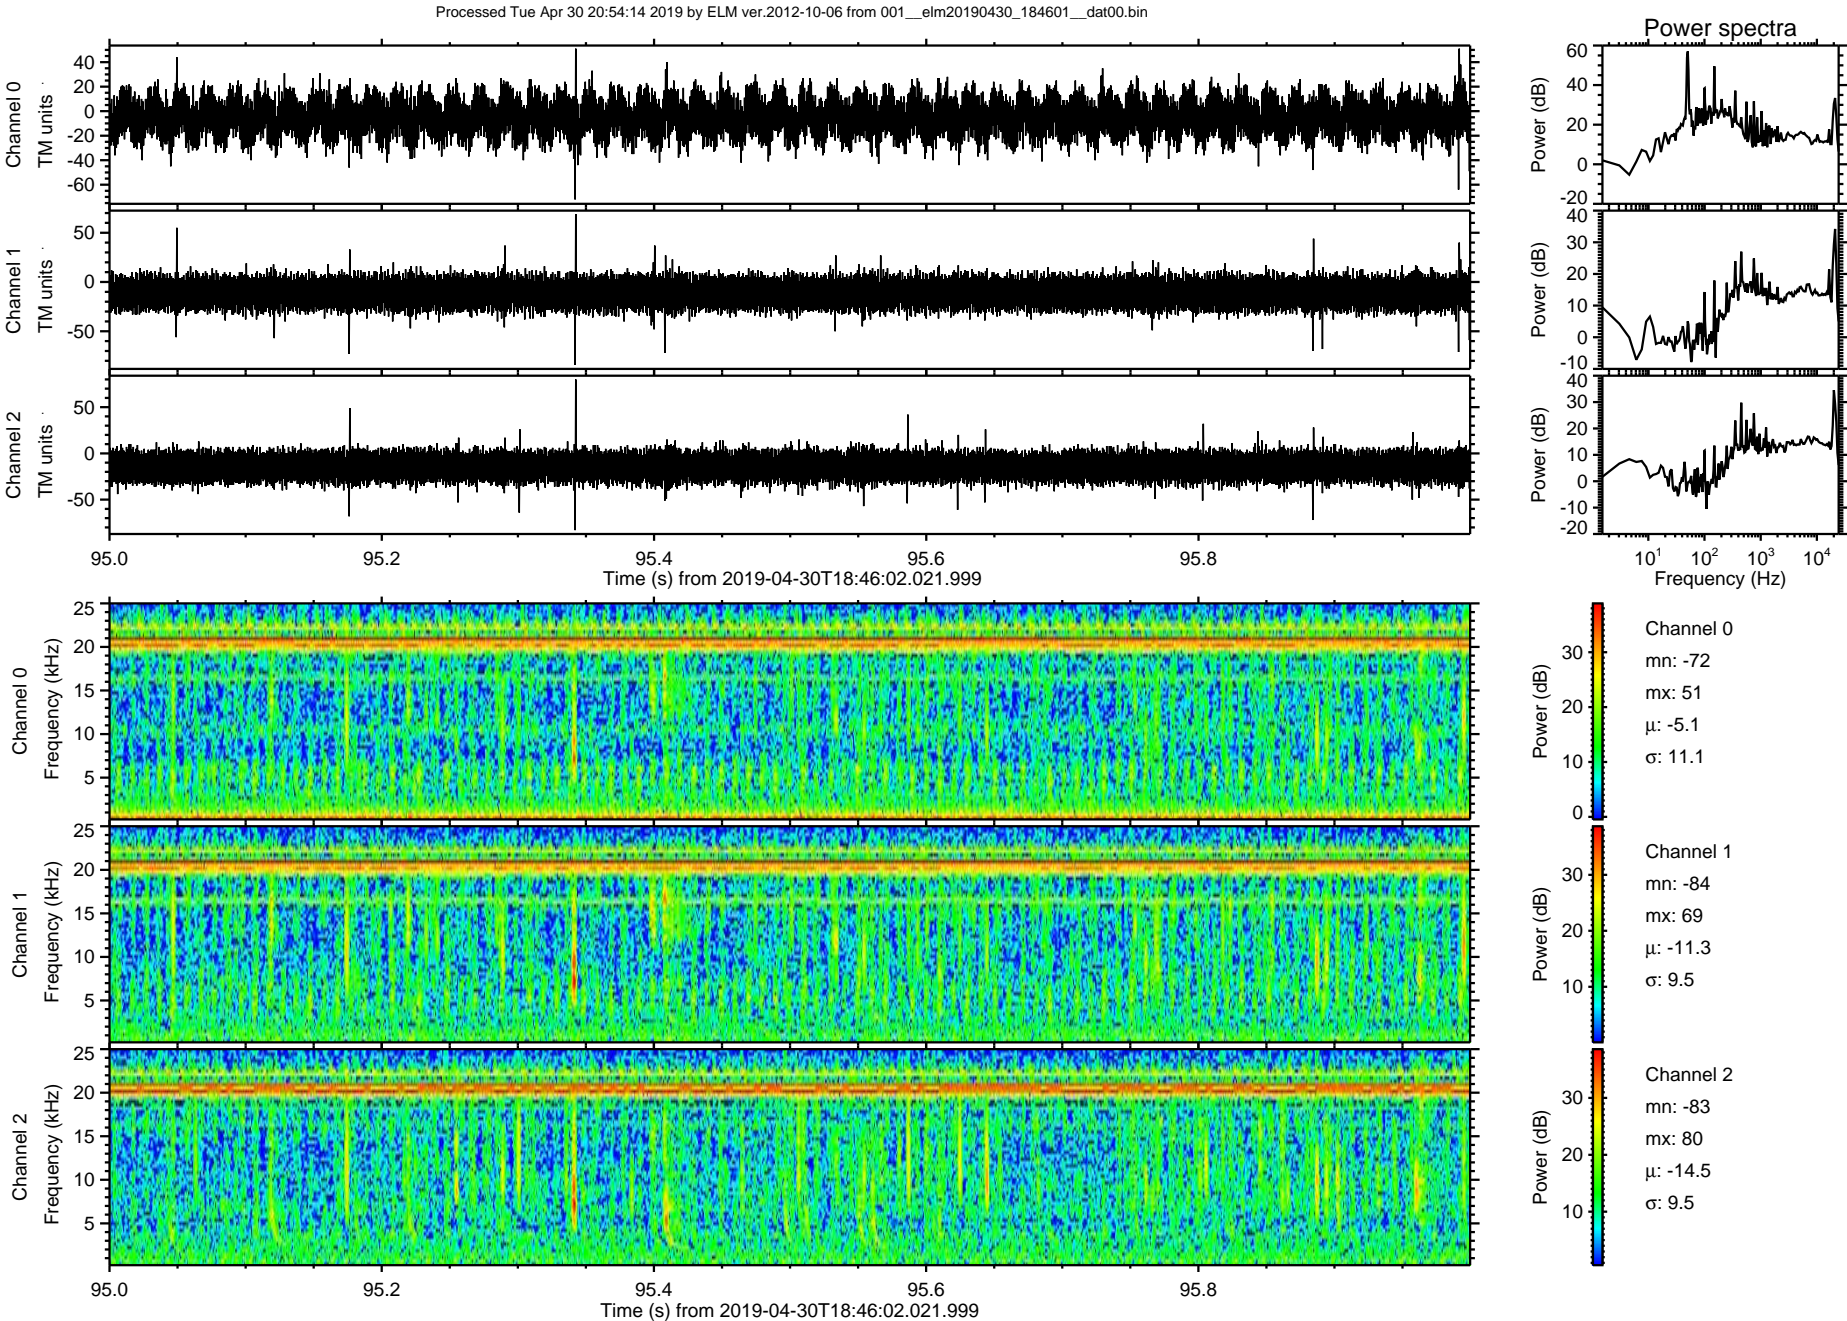 Processed Tue Apr 30 20:54:14 2019 by ELM ver.2012-10-06 from 001__elm20190430_184601__dat00.bin
Power spectra
Channel 0
TM units
40
20
0
-20
-40
-60
Power (dB)
60
40
20
0
-20
Channel 1
TM units
50
0
-50
Power (dB)
40
30
20
10
0
-10
Channel 2
TM units
50
0
-50
Power (dB)
40
30
20
10
0
-10
-20
95.0 95.2 95.4 95.6 95.8
Time (s) from 2019-04-30T18:46:02.021.999
10¹ 10² 10³ 10⁴
Frequency (Hz)
Channel 0
Frequency (kHz)
25
20
15
10
5
Power (dB)
30
20
10
0
Channel 0
mn: -72
mx: 51
μ: -5.1
σ: 11.1
Channel 1
Frequency (kHz)
25
20
15
10
5
Power (dB)
30
20
10
Channel 1
mn: -84
mx: 69
μ: -11.3
σ: 9.5
Channel 2
Frequency (kHz)
25
20
15
10
5
Power (dB)
30
20
10
Channel 2
mn: -83
mx: 80
μ: -14.5
σ: 9.5
95.0 95.2 95.4 95.6 95.8
Time (s) from 2019-04-30T18:46:02.021.999